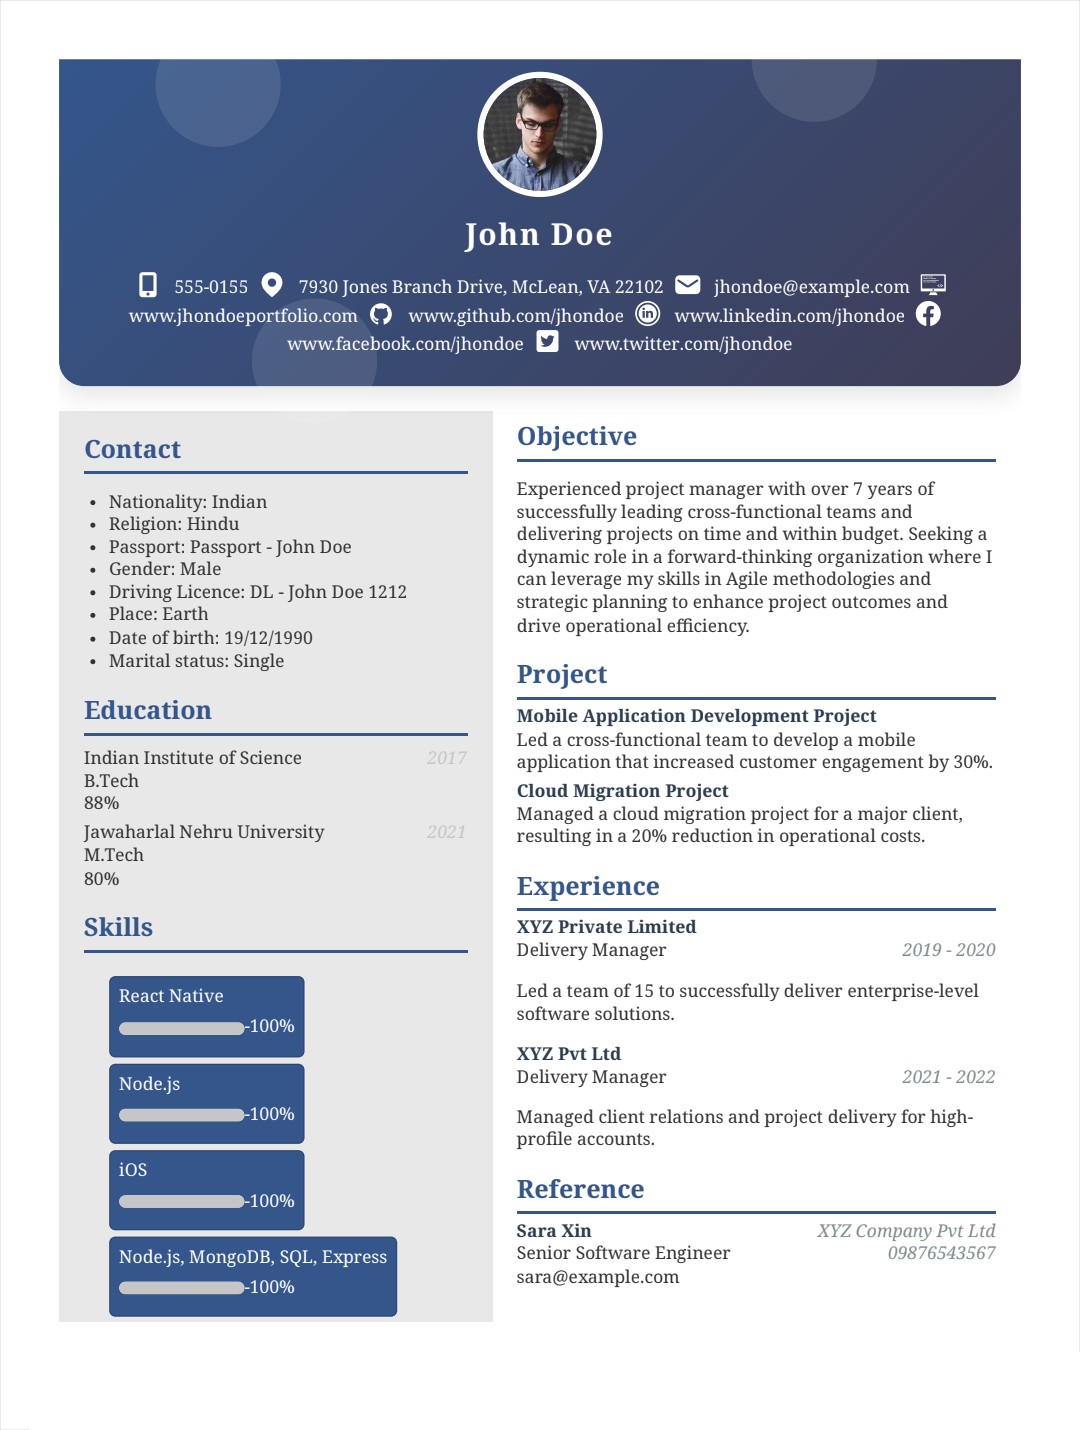 John Doe
555-0155 7930 Jones Branch Drive, McLean, VA 22102 jhondoe@example.com
www.jhondoeportfolio.com www.github.com/jhondoe www.linkedin.com/jhondoe
www.facebook.com/jhondoe www.twitter.com/jhondoe
Contact
• Nationality: Indian
• Religion: Hindu
• Passport: Passport - John Doe
• Gender: Male
• Driving Licence: DL - John Doe 1212
• Place: Earth
• Date of birth: 19/12/1990
• Marital status: Single
Education
Indian Institute of Science 2017
B.Tech
88%
Jawaharlal Nehru University 2021
M.Tech
80%
Skills
React Native
-100%
Node.js
-100%
iOS
-100%
Node.js, MongoDB, SQL, Express
-100%
Objective
Experienced project manager with over 7 years of
successfully leading cross-functional teams and
delivering projects on time and within budget. Seeking a
dynamic role in a forward-thinking organization where I
can leverage my skills in Agile methodologies and
strategic planning to enhance project outcomes and
drive operational efficiency.
Project
Mobile Application Development Project
Led a cross-functional team to develop a mobile
application that increased customer engagement by 30%.
Cloud Migration Project
Managed a cloud migration project for a major client,
resulting in a 20% reduction in operational costs.
Experience
XYZ Private Limited
Delivery Manager 2019 - 2020
Led a team of 15 to successfully deliver enterprise-level
software solutions.
XYZ Pvt Ltd
Delivery Manager 2021 - 2022
Managed client relations and project delivery for high-
profile accounts.
Reference
Sara Xin XYZ Company Pvt Ltd
Senior Software Engineer 09876543567
sara@example.com